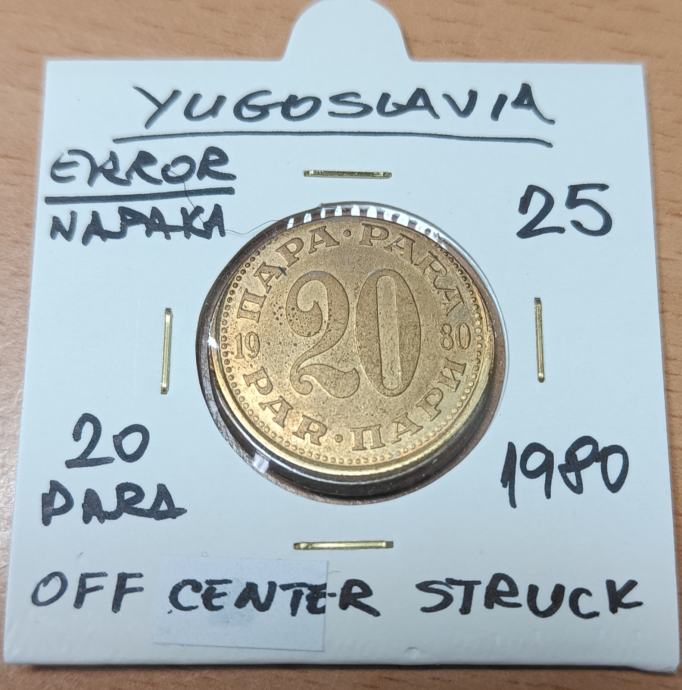 YUGOSLAVIA
ERROR
NAPAKA
25
ПАРА · PARA
20
19 80
PAR · ПАРИ
20
PARA
1980
OFF CENTER STRUCK